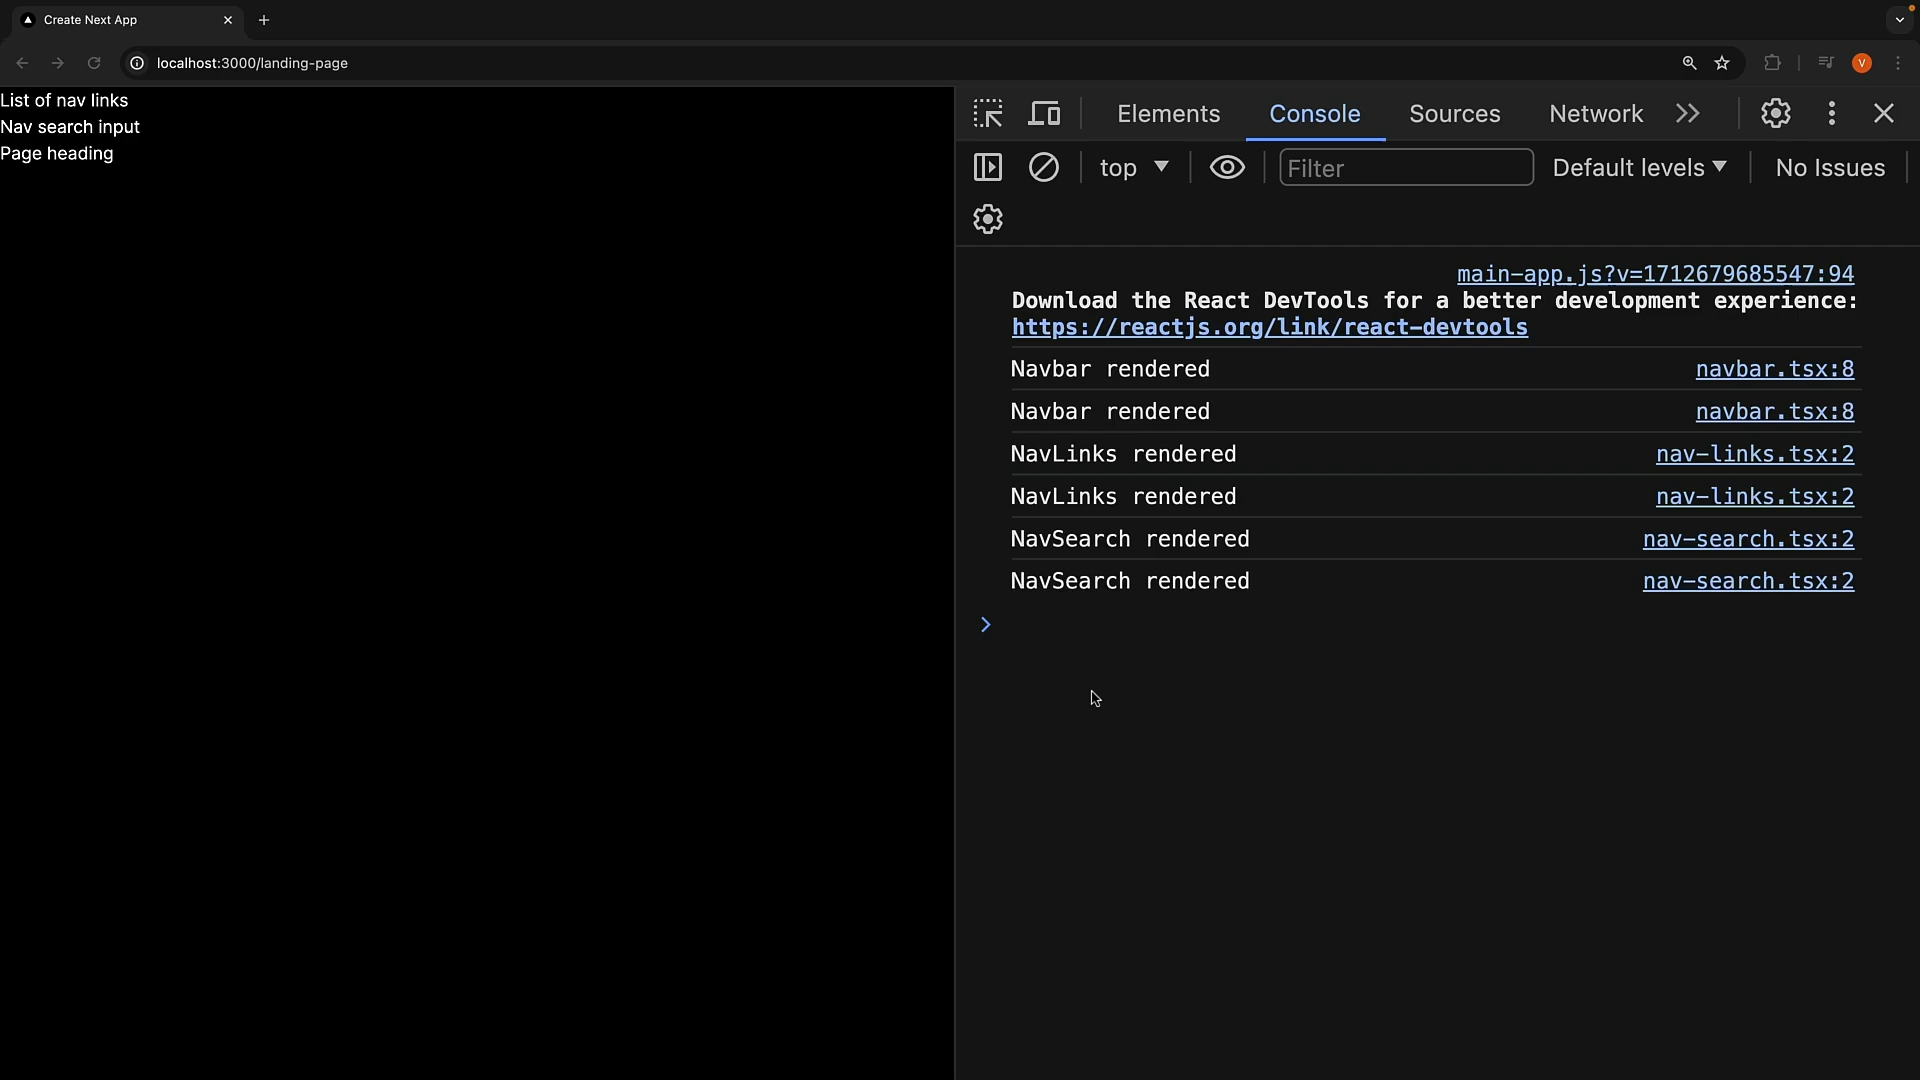 Create Next App
localhost:3000/landing-page
V
List of nav links
Nav search input
Page heading
Elements
Console
Sources
Network
top
Filter
Default levels
No Issues
main-app.js?v=1712679685547:94
Download the React DevTools for a better development experience:
https://reactjs.org/link/react-devtools
Navbar rendered navbar.tsx:8
Navbar rendered navbar.tsx:8
NavLinks rendered nav-links.tsx:2
NavLinks rendered nav-links.tsx:2
NavSearch rendered nav-search.tsx:2
NavSearch rendered nav-search.tsx:2